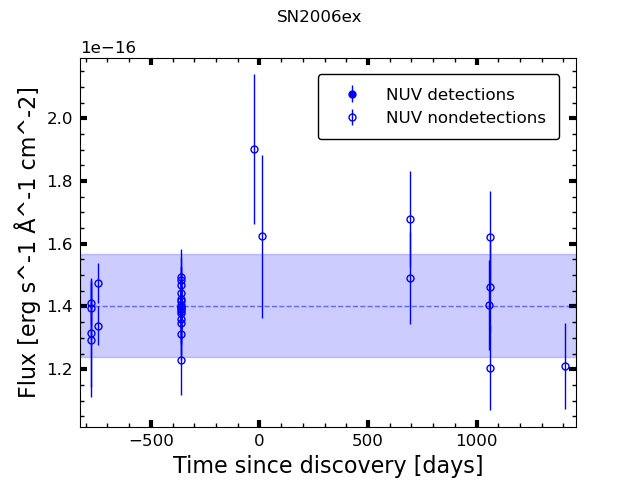 SN2006ex
1e−16
NUV detections
NUV nondetections
2.0
1.8
1.6
1.4
1.2
Flux [erg s^-1 Å^-1 cm^-2]
−500
0
500
1000
Time since discovery [days]